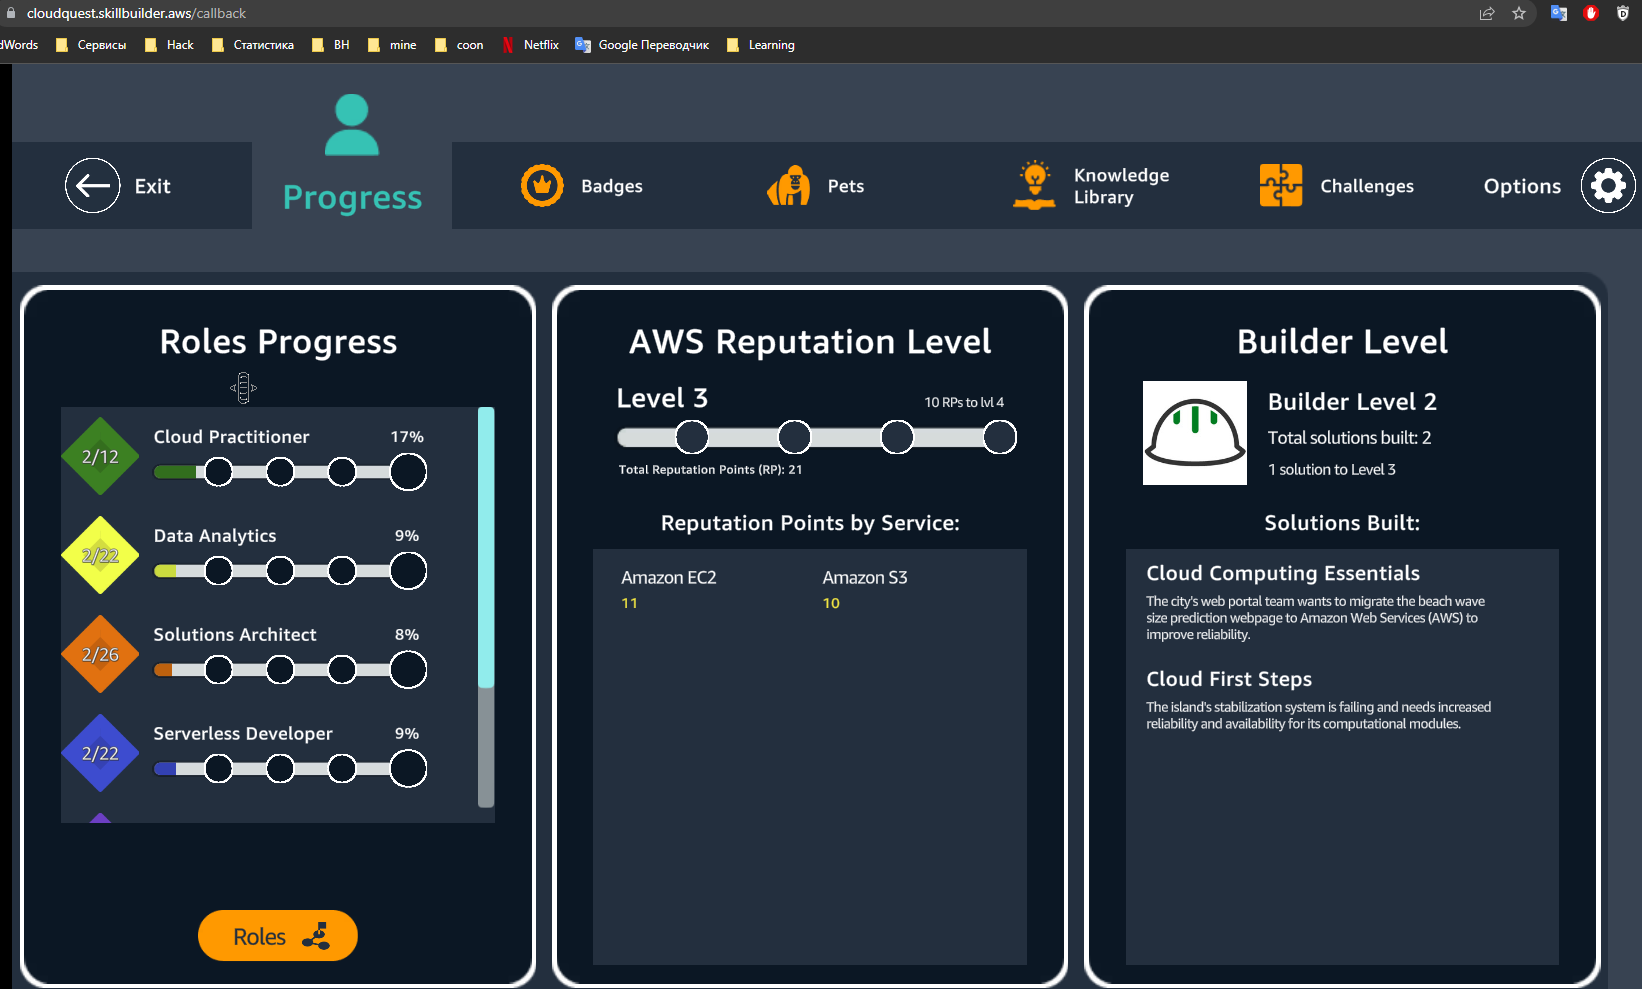 cloudquest.skillbuilder.aws/callback
dWords Сервисы Hack Статистика ВН mine coon Netflix Google Переводчик Learning
Exit
Progress
Badges
Pets
Knowledge
Library
Challenges
Options
Roles Progress
2/12
Cloud Practitioner 17%
2/22
Data Analytics 9%
2/26
Solutions Architect 8%
2/22
Serverless Developer 9%
Roles
AWS Reputation Level
Level 3
10 RPs to lvl 4
Total Reputation Points (RP): 21
Reputation Points by Service:
Amazon EC2 Amazon S3
11 10
Builder Level
Builder Level 2
Total solutions built: 2
1 solution to Level 3
Solutions Built:
Cloud Computing Essentials
The city's web portal team wants to migrate the beach wave
size prediction webpage to Amazon Web Services (AWS) to
improve reliability.
Cloud First Steps
The island's stabilization system is failing and needs increased
reliability and availability for its computational modules.